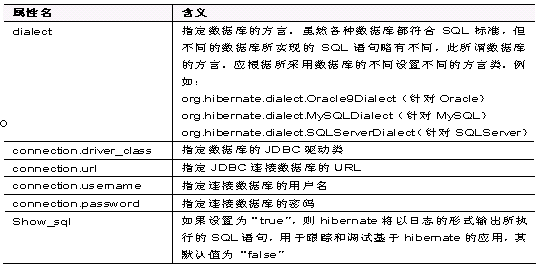 属性名 含义
dialect 指定数据库的方言。虽然各种数据库都符合 SQL 标准，但
不同的数据库所实现的 SQL 语句略有不同，此所谓数据库
的方言。应根据所采用数据库的不同设置不同的方言类。例
如：
org.hibernate.dialect.Oracle9Dialect（针对 Oracle）
org.hibernate.dialect.MySQLDialect（针对 MySQL）
org.hibernate.dialect.SQLServerDialect（针对 SQLServer）
connection.driver_class 指定数据库的 JDBC 驱动类
connection.url 指定 JDBC 连接数据库的 URL
connection.username 指定连接数据库的用户名
connection.password 指定连接数据库的密码
Show_sql 如果设置为“true”，则 hibernate 将以日志的形式输出所执
行的 SQL 语句，用于跟踪和调试基于 hibernate 的应用，其
默认值为“false”